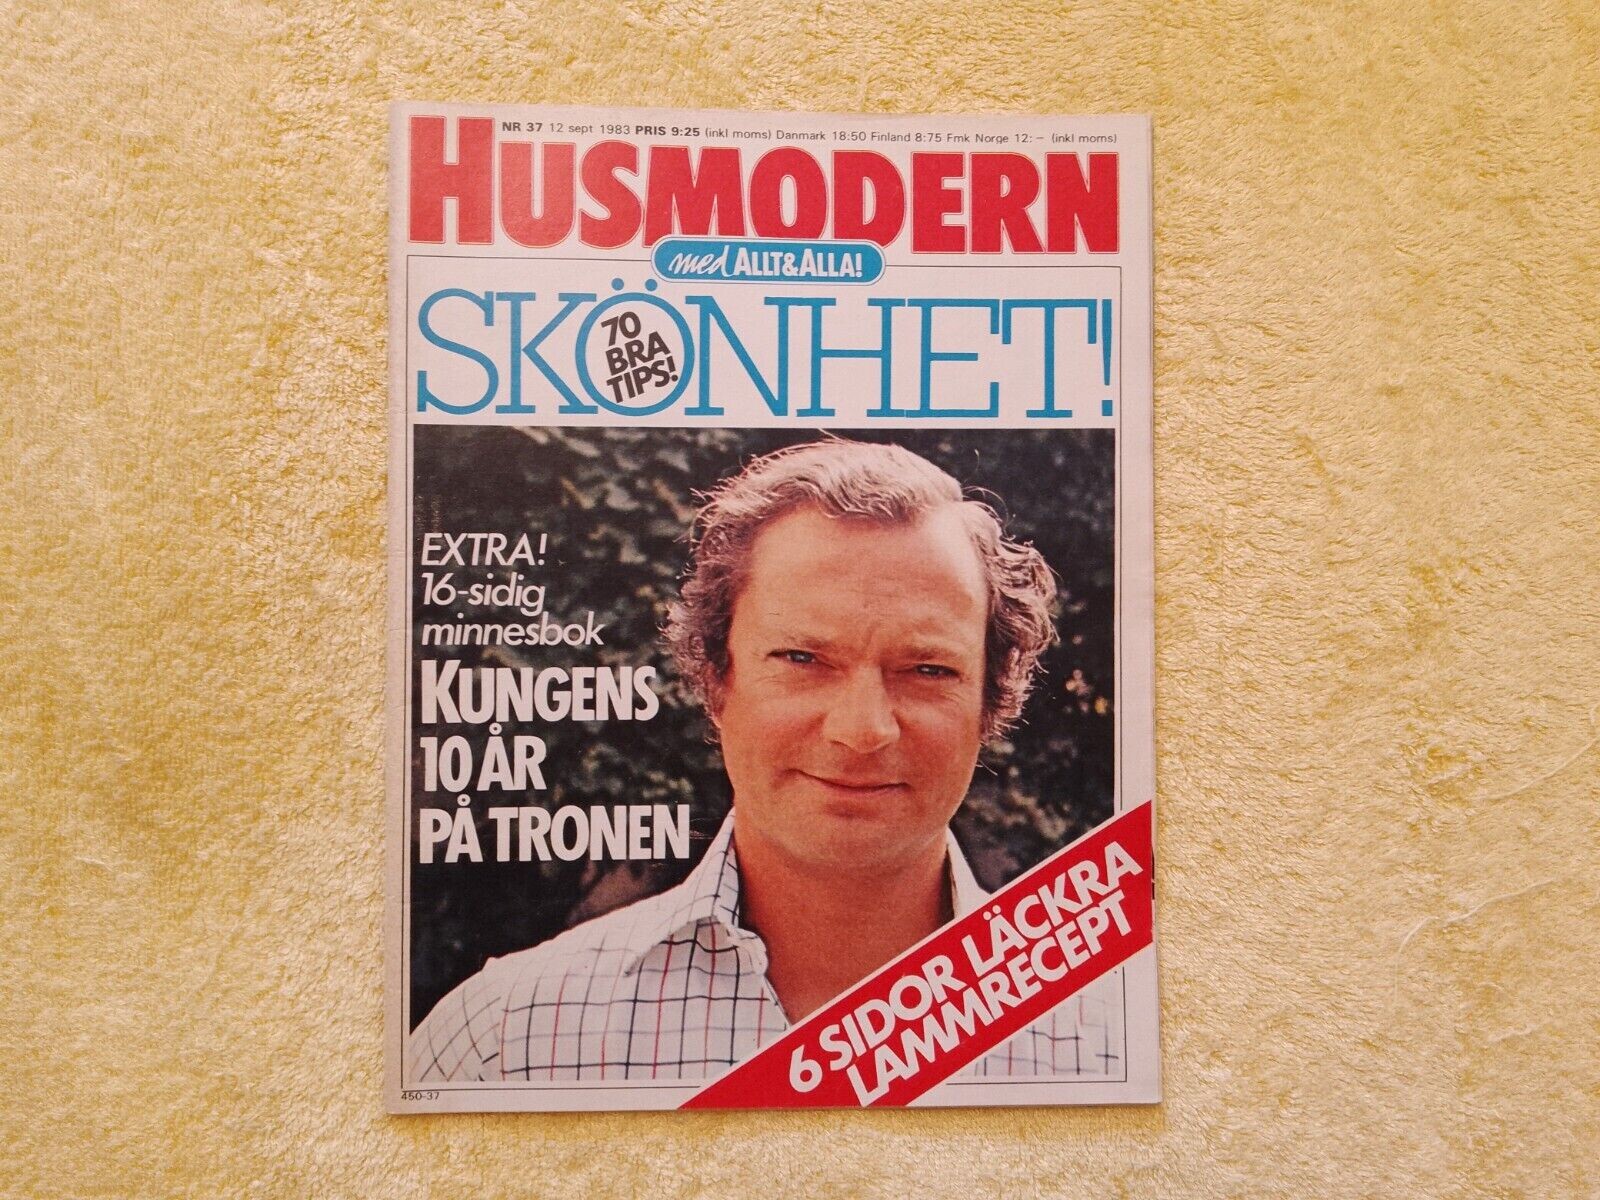 NR 37 12 sept 1983 PRIS 9:25 (inkl moms) Danmark 18:50 Finland 8:75 Fmk Norge 12:– (inkl moms)
HUSMODERN
med ALLT&ALLA!
SKÖNHET!
70
BRA
TIPS!
EXTRA!
16-sidig
minnesbok
KUNGENS
10 ÅR
PÅ TRONEN
6 SIDOR LÄCKRA
LAMMRECEPT
450-37